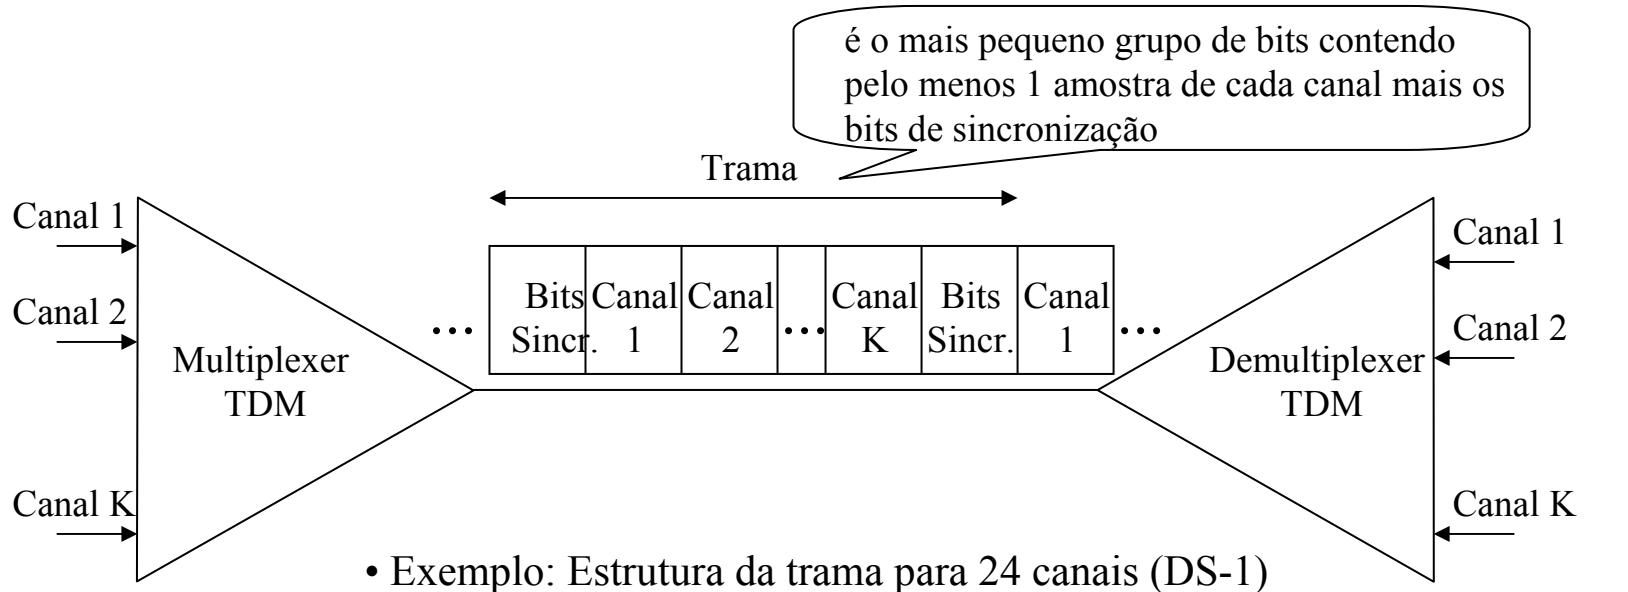 é o mais pequeno grupo de bits contendo
pelo menos 1 amostra de cada canal mais os
bits de sincronização
Trama
Canal 1
Canal 2
Canal K
Multiplexer
TDM
...
Bits
Sincr.
Canal
1
Canal
2
...
Canal
K
Bits
Sincr.
Canal
1
...
Demultiplexer
TDM
Canal 1
Canal 2
Canal K
• Exemplo: Estrutura da trama para 24 canais (DS-1)